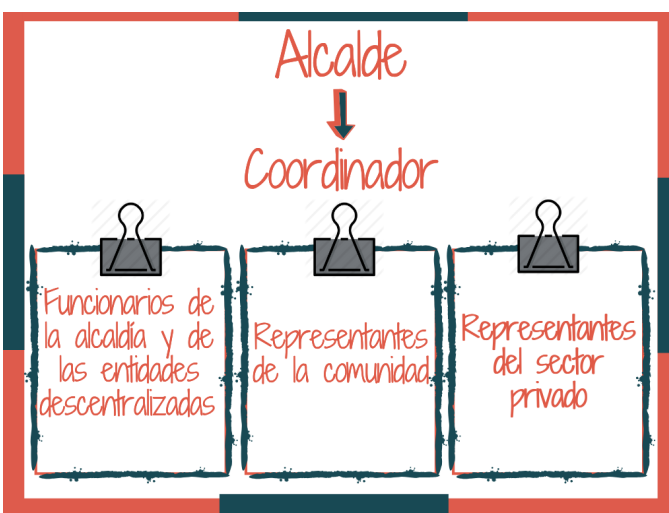 Alcalde
Coordinador
Funcionarios de
la alcaldía y de
las entidades
descentralizadas
Representantes
de la comunidad
Representantes
del sector
privado